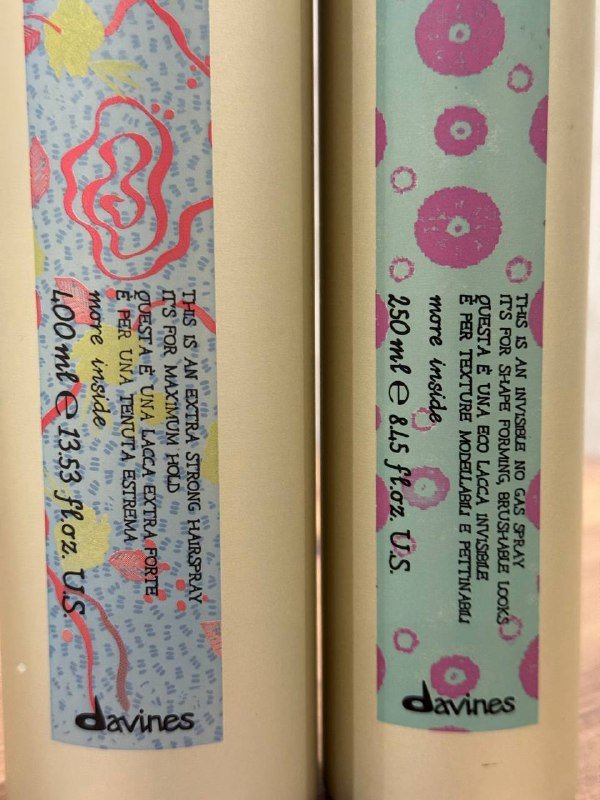 THIS IS AN EXTRA STRONG HAIRSPRAY
IT'S FOR MAXIMUM HOLD
QUESTA É UNA LACCA EXTRA FORTE
É PER UNA TENUTA ESTREMA
more inside
400 ml e 13.53 fl.oz. U.S.
davines
THIS IS AN INVISIBLE NO GAS SPRAY
IT'S FOR SHAPE FORMING, BRUSHABLE LOOKS
QUESTA É UNA ECO LACCA INVISIBILE
É PER TEXTURE MODELLABILI E PETTINABILI
more inside
250 ml e 8.45 fl.oz. U.S.
davines